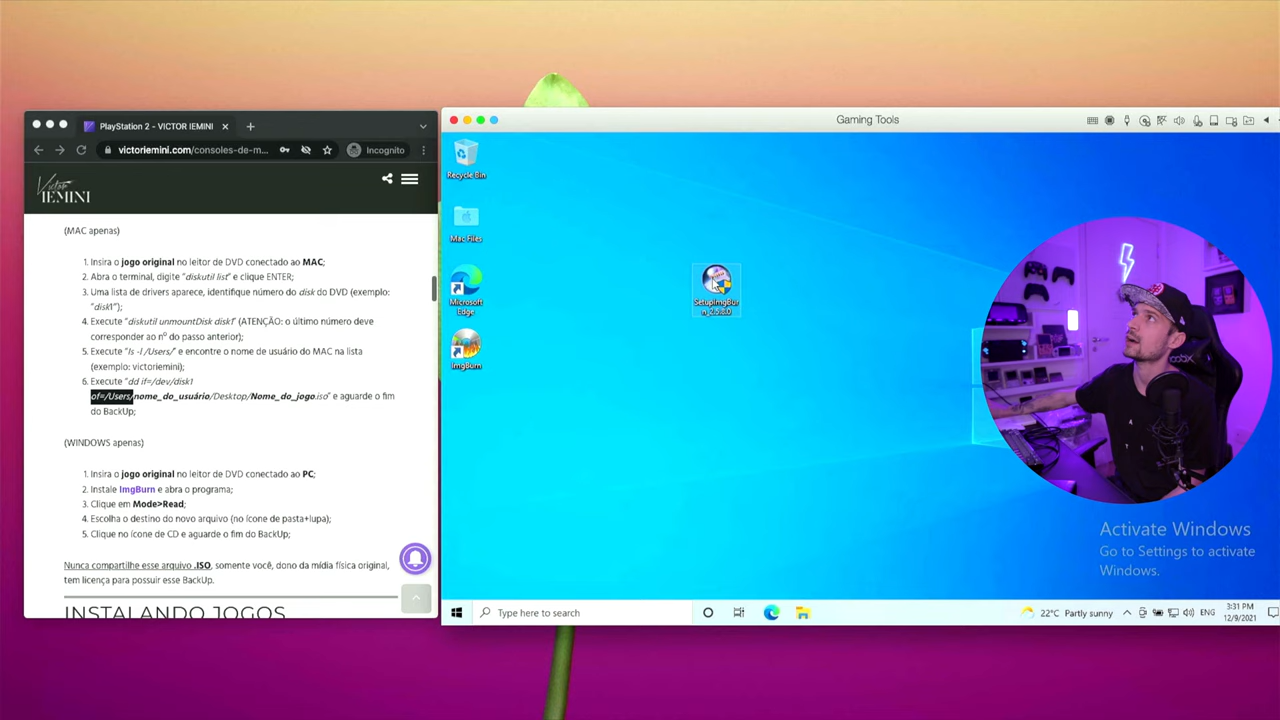 PlayStation 2 - VICTOR IEMINI
victoriemini.com/consoles-de-m...
Incognito
Victor
IEMINI
(MAC apenas)
1. Insira o jogo original no leitor de DVD conectado ao MAC;
2. Abra o terminal, digite "diskutil list" e clique ENTER;
3. Uma lista de drivers aparece, identifique número do disk do DVD (exemplo:
"disk1");
4. Execute "diskutil unmountDisk disk1" (ATENÇÃO: o último número deve
corresponder ao nº do passo anterior);
5. Execute "ls -l /Users/" e encontre o nome de usuário do MAC na lista
(exemplo: victoriemini);
6. Execute "dd if=/dev/disk1
of=/Users/nome_do_usuário/Desktop/Nome_do_jogo.iso" e aguarde o fim
do BackUp;
(WINDOWS apenas)
1. Insira o jogo original no leitor de DVD conectado ao PC;
2. Instale ImgBurn e abra o programa;
3. Clique em Mode>Read;
4. Escolha o destino do novo arquivo (no ícone de pasta+lupa);
5. Clique no ícone de CD e aguarde o fim do BackUp;
Nunca compartilhe esse arquivo .ISO, somente você, dono da mídia física original,
tem licença para possuir esse BackUp.
INSTALANDO JOGOS
Gaming Tools
Recycle Bin
Mac Files
Microsoft
Edge
ImgBurn
SetupImgBur
n_2.5.8.0
Activate Windows
Go to Settings to activate
Windows.
Type here to search
22°C Partly sunny
ENG
3:31 PM
12/9/2021